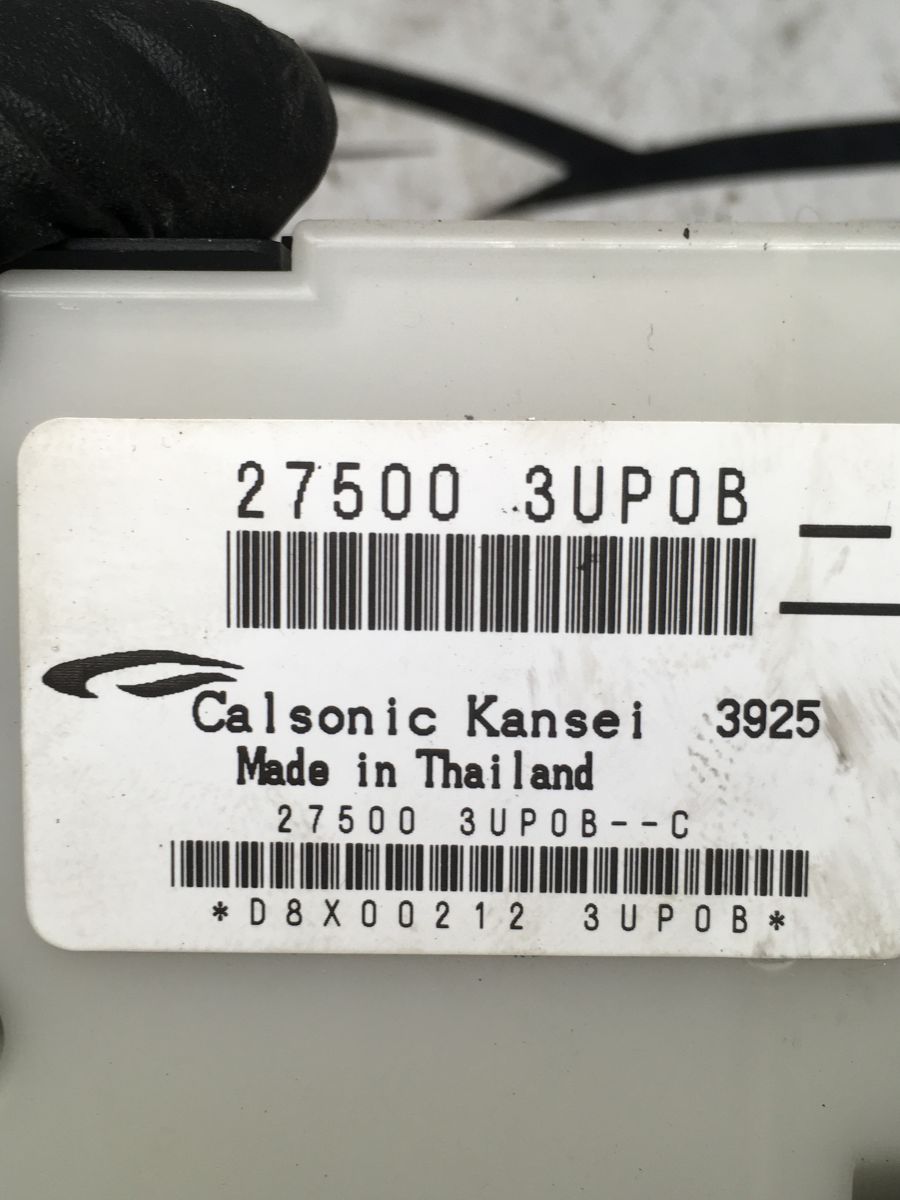 27500 3UP0B
Calsonic Kansei 3925
Made in Thailand
27500 3UP0B--C
*D8X00212 3UP0B*